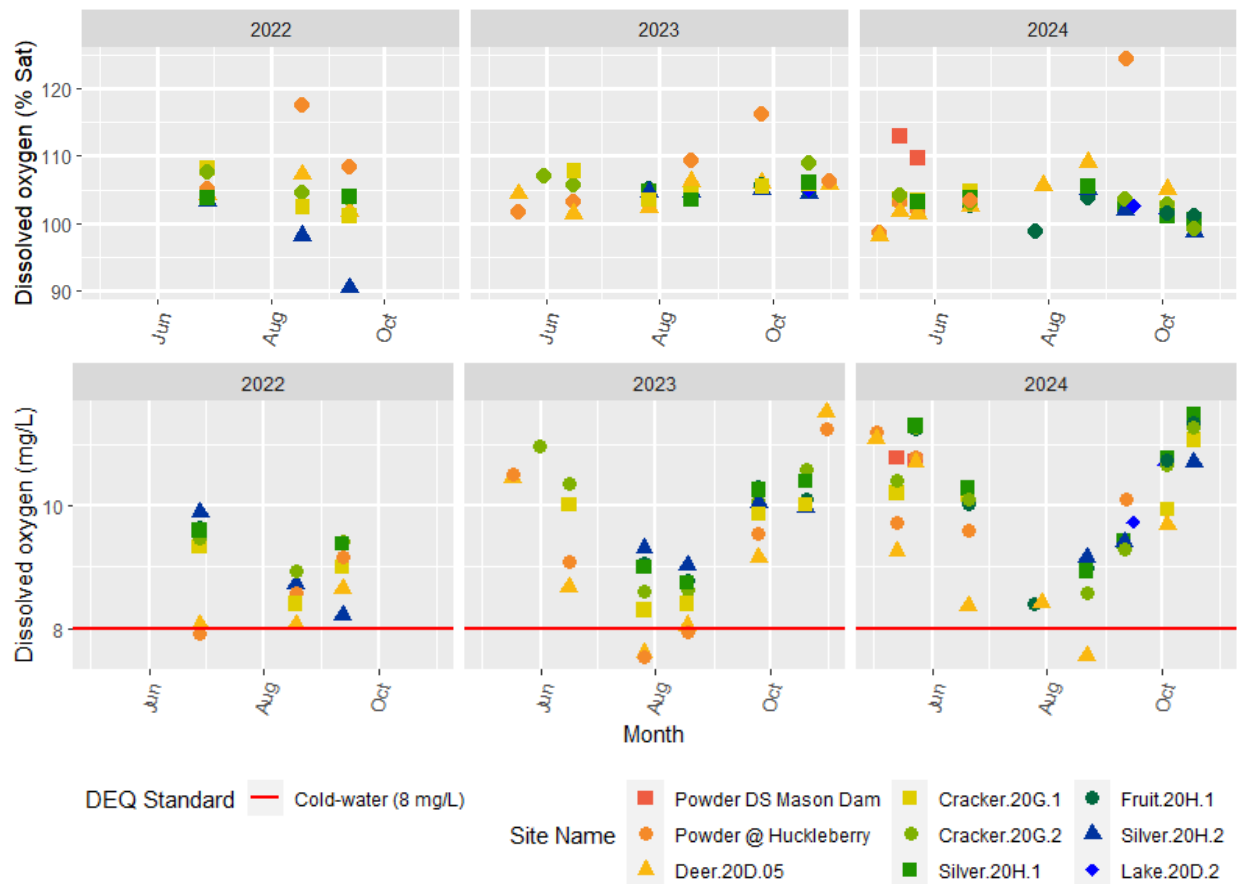 2022 2023 2024
Dissolved oxygen (% Sat)
120
110
100
90
Jun Aug Oct Jun Aug Oct Jun Aug Oct
2022 2023 2024
Dissolved oxygen (mg/L)
10
8
Jun Aug Oct Jun Aug Oct Jun Aug Oct
Month
DEQ Standard Cold-water (8 mg/L)
Site Name
Powder DS Mason Dam Cracker.20G.1 Fruit.20H.1
Powder @ Huckleberry Cracker.20G.2 Silver.20H.2
Deer.20D.05 Silver.20H.1 Lake.20D.2